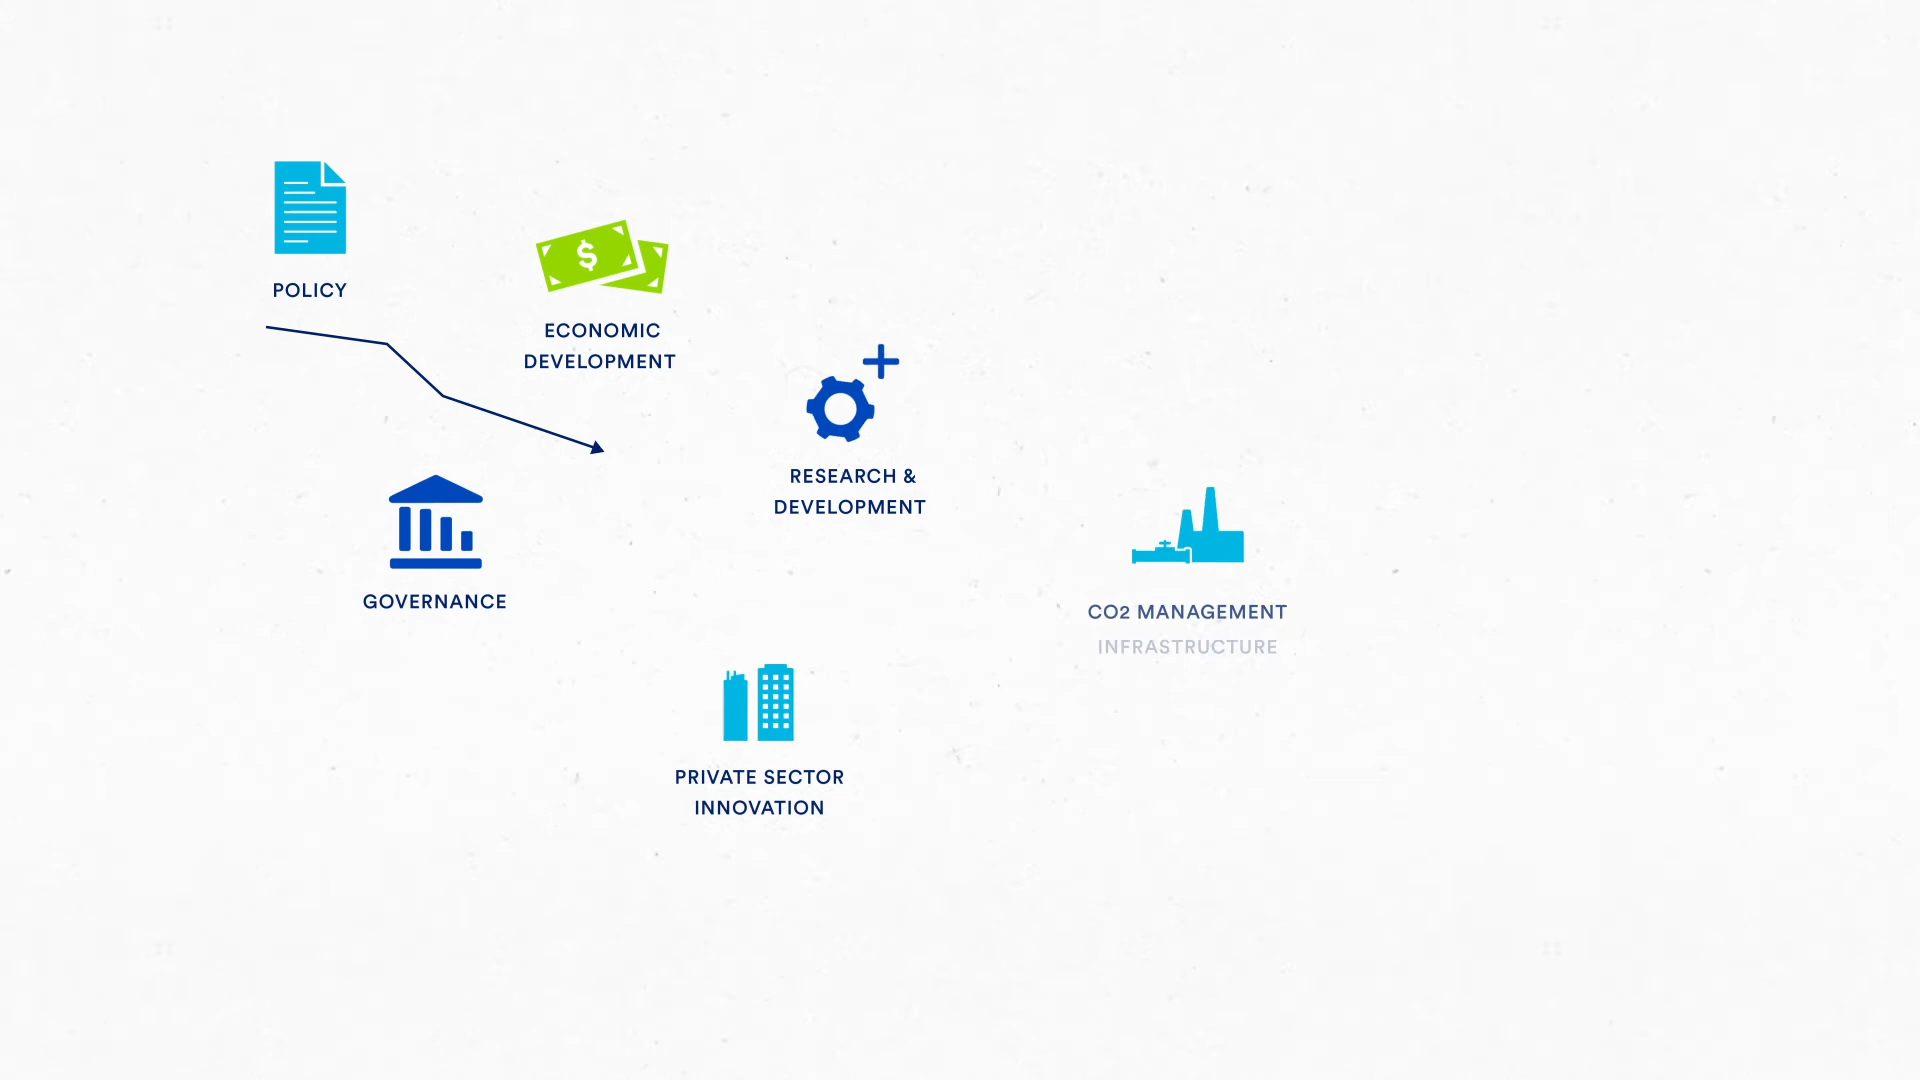 POLICY
ECONOMIC
DEVELOPMENT
$
RESEARCH &
DEVELOPMENT
GOVERNANCE
CO2 MANAGEMENT
INFRASTRUCTURE
PRIVATE SECTOR
INNOVATION